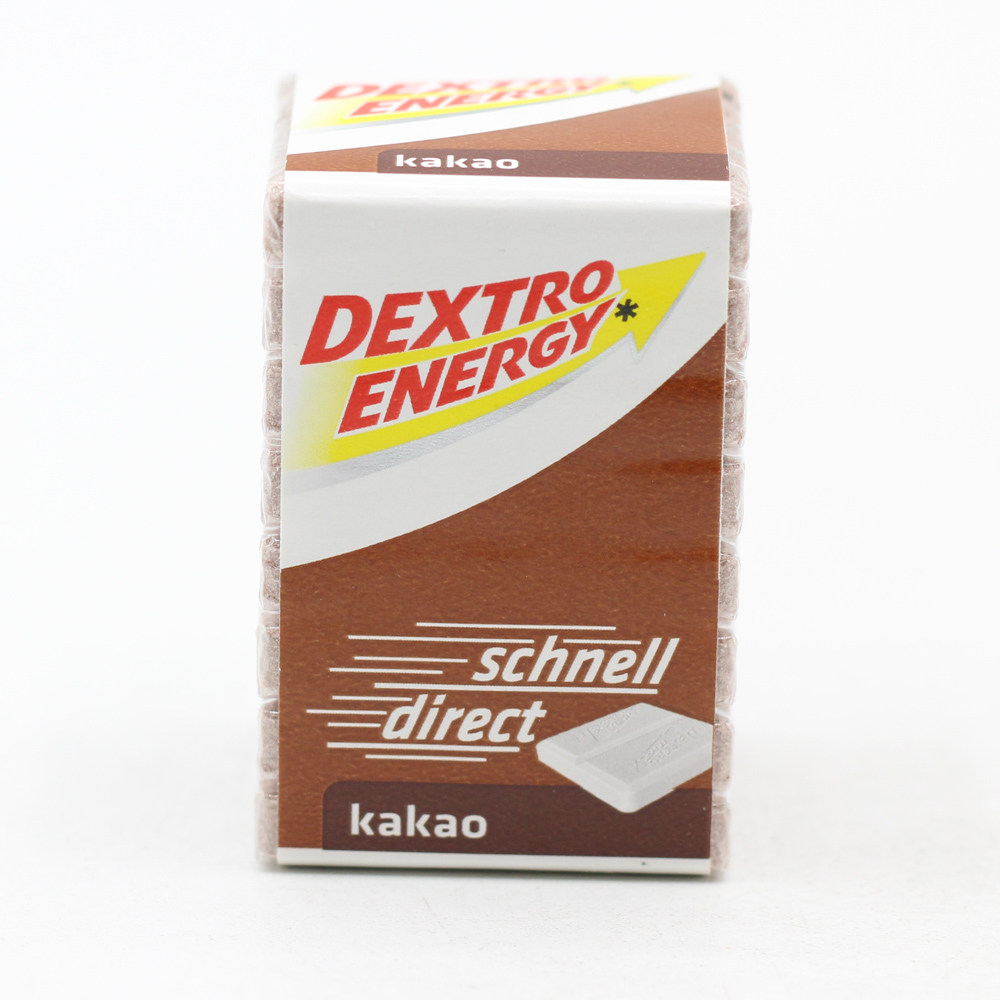 DEXTRO
ENERGY*
kakao
DEXTRO
ENERGY*
schnell
direct
kakao